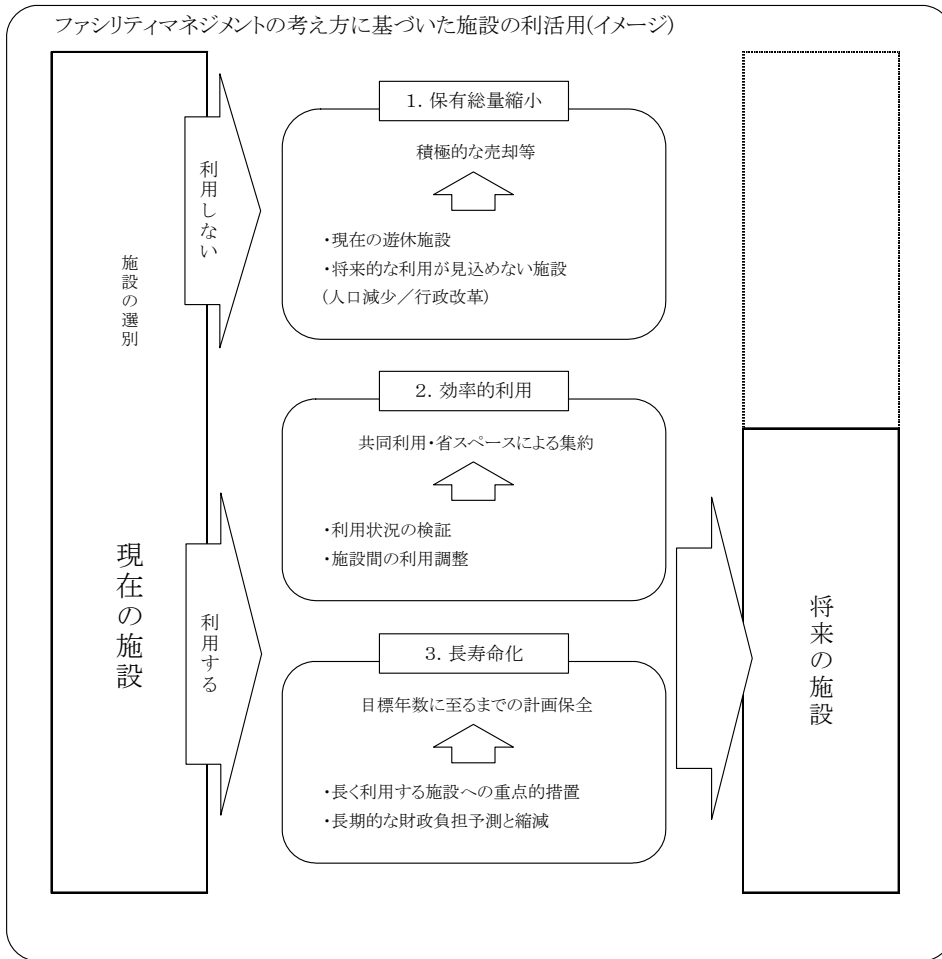 ファシリティマネジメントの考え方に基づいた施設の利活用(イメージ)
施設の選別
現在の施設
利用しない
1. 保有総量縮小
積極的な売却等
・現在の遊休施設
・将来的な利用が見込めない施設
(人口減少／行政改革)
利用する
2. 効率的利用
共同利用・省スペースによる集約
・利用状況の検証
・施設間の利用調整
3. 長寿命化
目標年数に至るまでの計画保全
・長く利用する施設への重点的措置
・長期的な財政負担予測と縮減
将来の施設